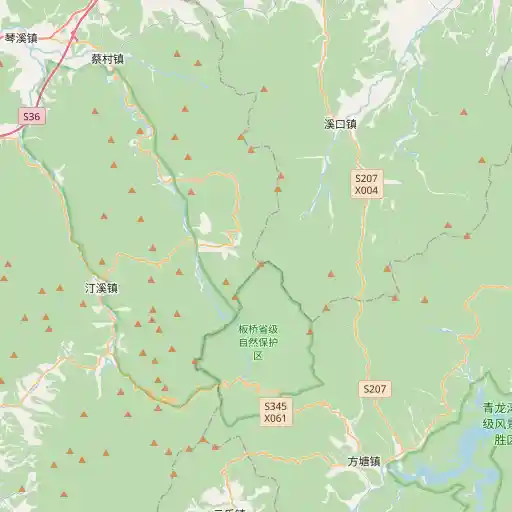 琴溪镇
蔡村镇
S36
溪口镇
S207
X004
汀溪镇
板桥省级
自然保护
区
S207
S345
X061
青龙湾
级风景
胜区
方塘镇